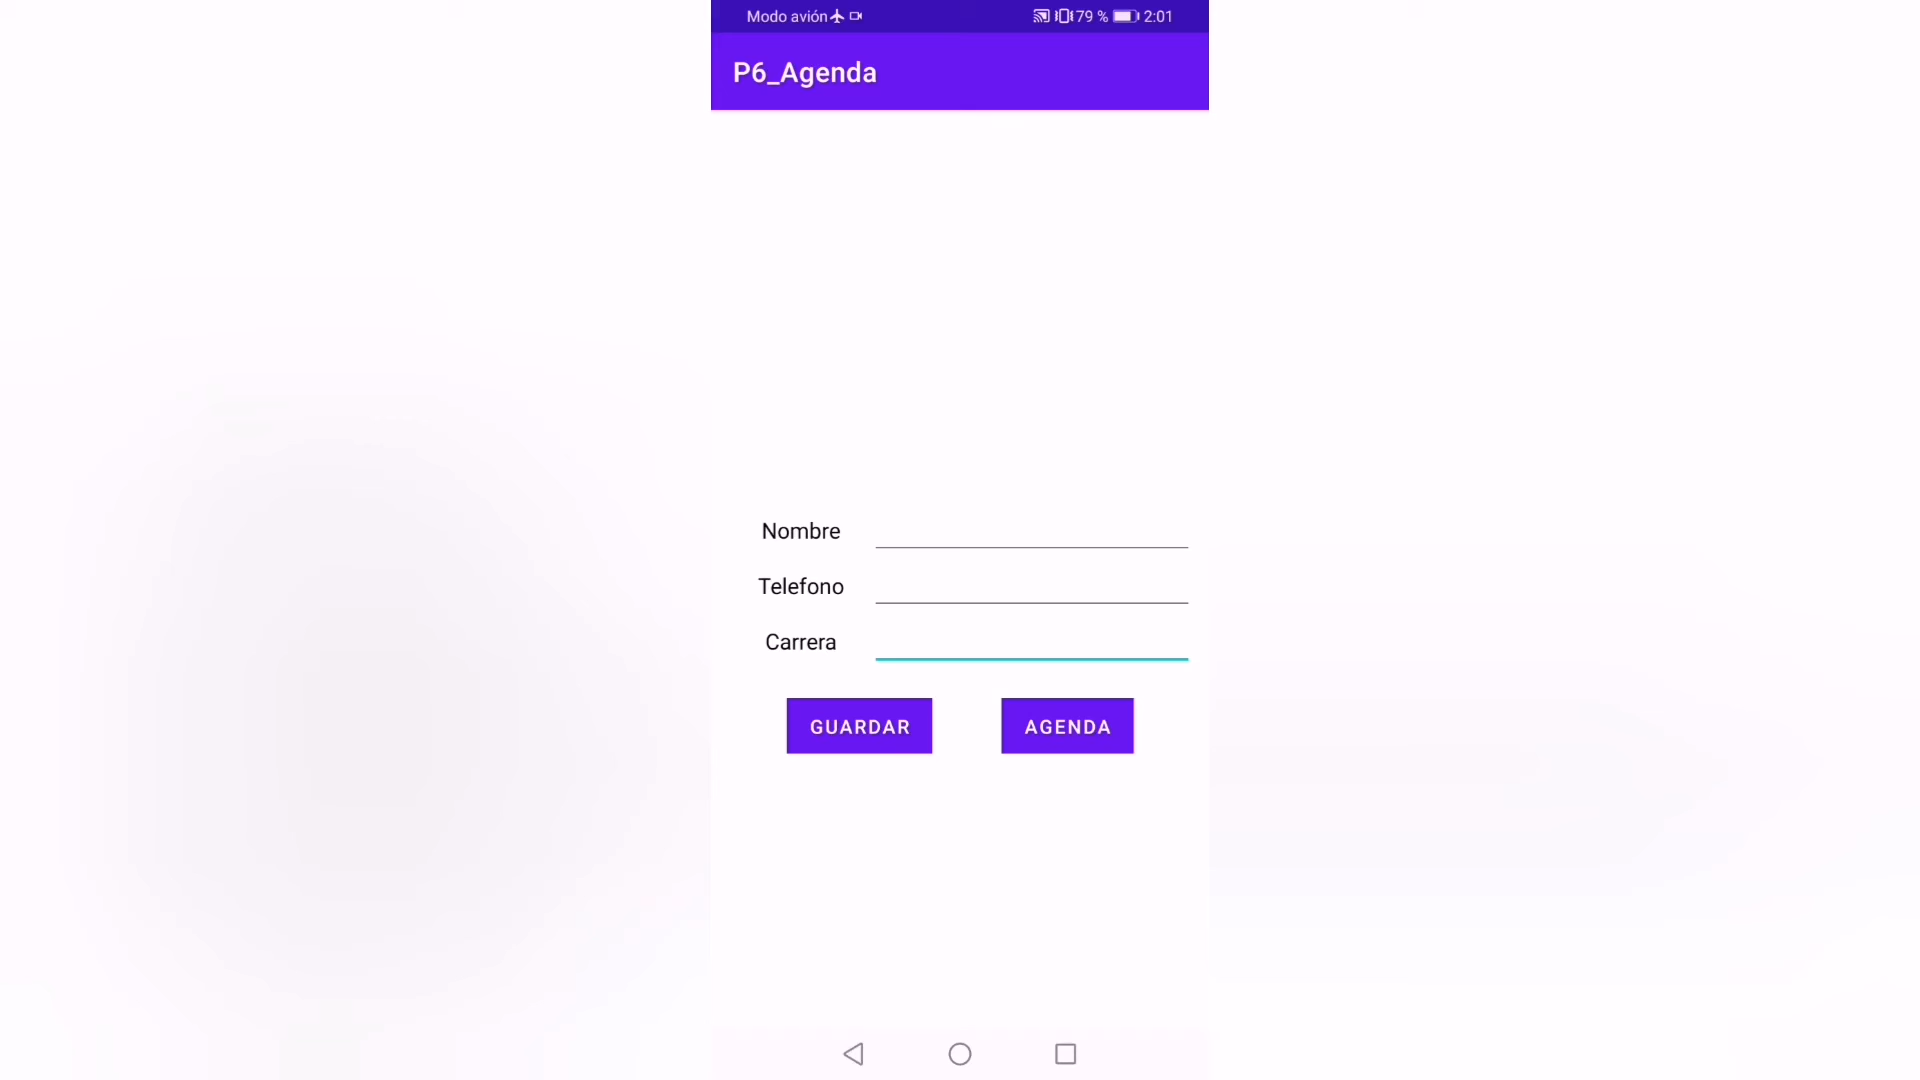 Modo avión 79 % 2:01
P6_Agenda
Nombre
Telefono
Carrera
GUARDAR AGENDA